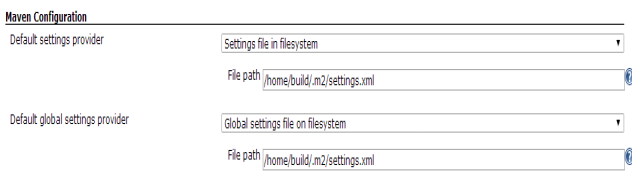 Maven Configuration
Default settings provider
Settings file in filesystem
File path /home/build/.m2/settings.xml
Default global settings provider
Global settings file on filesystem
File path /home/build/.m2/settings.xml